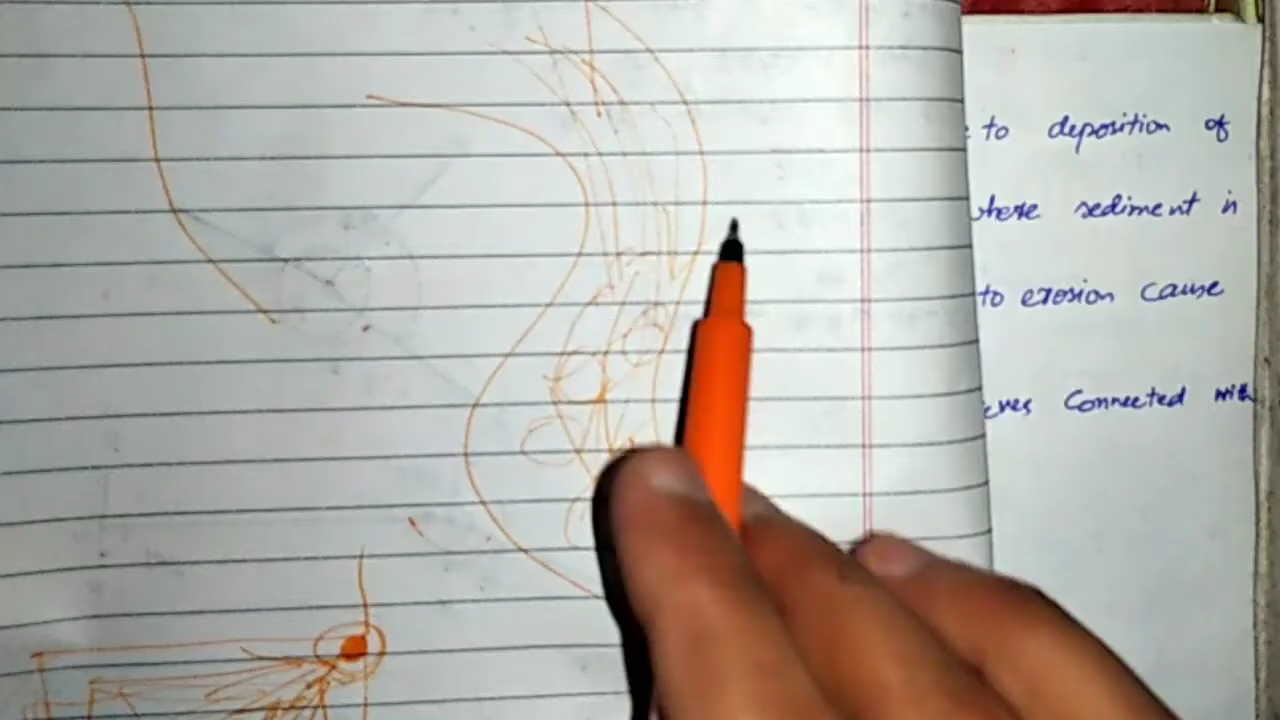 to deposition of
where sediment in
to erosion cause
Connected with